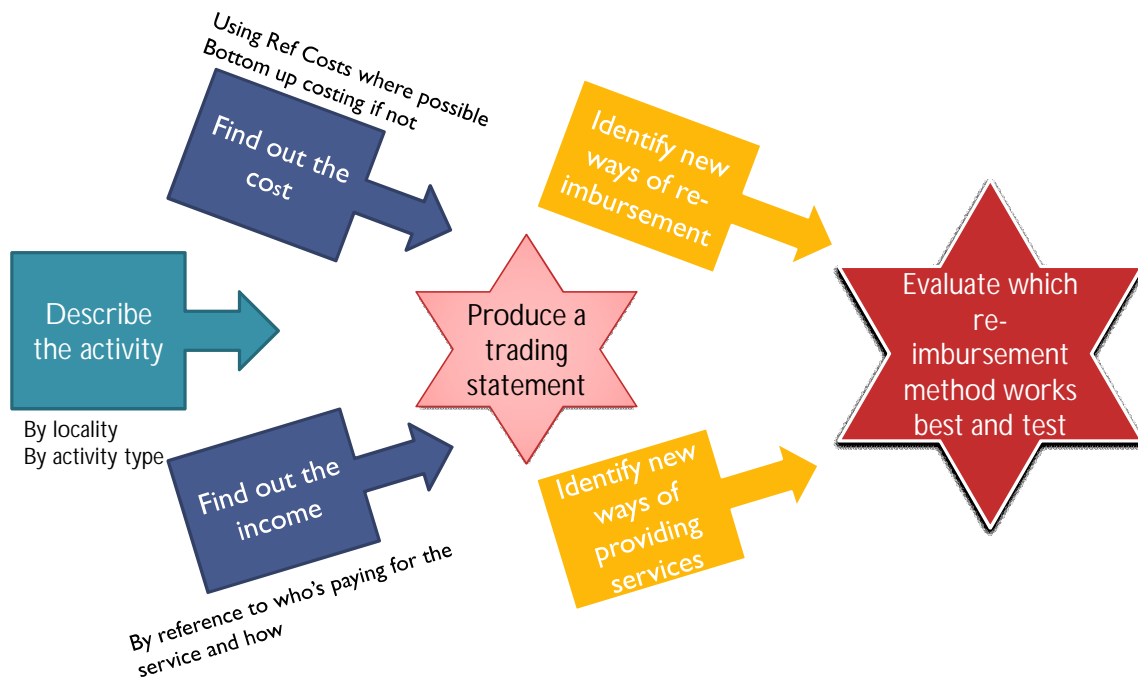 Using Ref Costs where possible
Bottom up costing if not
Find out the
cost
Identify new
ways of re-
imbursement
Describe
the activity
By locality
By activity type
Produce a
trading
statement
Evaluate which
re-
imbursement
method works
best and test
Find out the
income
By reference to who's paying for the
service and how
Identify new
ways of
providing
services